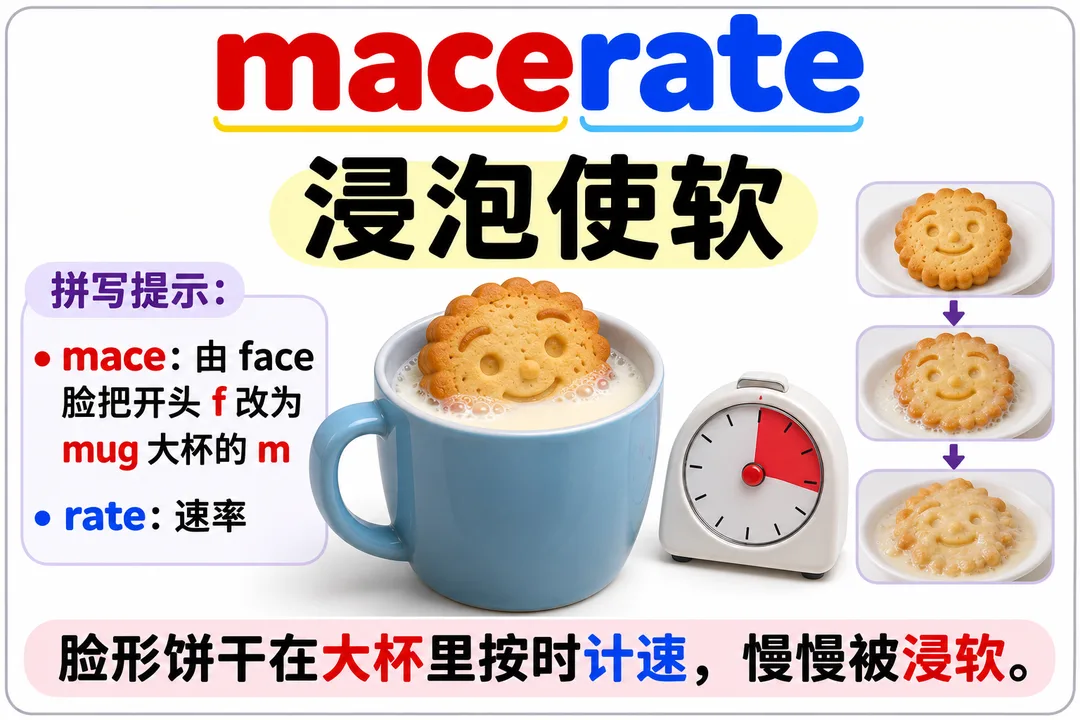 macerate
浸泡使软
拼写提示：
• mace：由 face
脸把开头 f 改为
mug 大杯的 m
• rate：速率
脸形饼干在大杯里按时计速，慢慢被浸软。